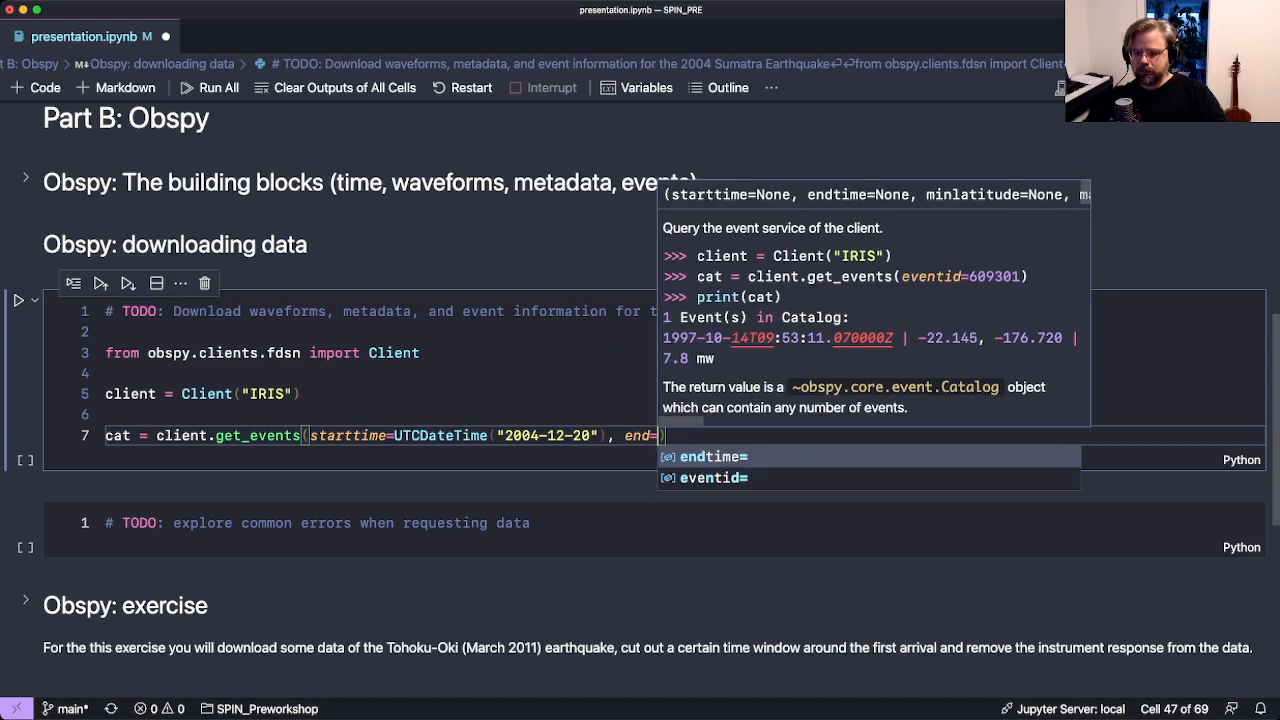 presentation.ipynb — SPIN_PRE
presentation.ipynb M
t B: Obspy > M↓Obspy: downloading data > # TODO: Download waveforms, metadata, and event information for the 2004 Sumatra Earthquake↵↵from obspy.clients.fdsn import Client
+ Code + Markdown Run All Clear Outputs of All Cells Restart Interrupt Variables Outline ...
Part B: Obspy
Obspy: The building blocks (time, waveforms, metadata, events)
(starttime=None, endtime=None, minlatitude=None, ma
Query the event service of the client.
Obspy: downloading data
>>> client = Client("IRIS")
>>> cat = client.get_events(eventid=609301)
>>> print(cat)
1 Event(s) in Catalog:
1997-10-14T09:53:11.070000Z | -22.145, -176.720 |
7.8 mw
The return value is a ~obspy.core.event.Catalog object
which can contain any number of events.
1 # TODO: Download waveforms, metadata, and event information for t
2
3 from obspy.clients.fdsn import Client
4
5 client = Client("IRIS")
6
7 cat = client.get_events(starttime=UTCDateTime("2004-12-20"), end=)
endtime=
eventid=
[ ] Python
1 # TODO: explore common errors when requesting data
[ ] Python
Obspy: exercise
For the this exercise you will download some data of the Tohoku-Oki (March 2011) earthquake, cut out a certain time window around the first arrival and remove the instrument response from the data.
main* 0 0 SPIN_Preworkshop Jupyter Server: local Cell 47 of 69